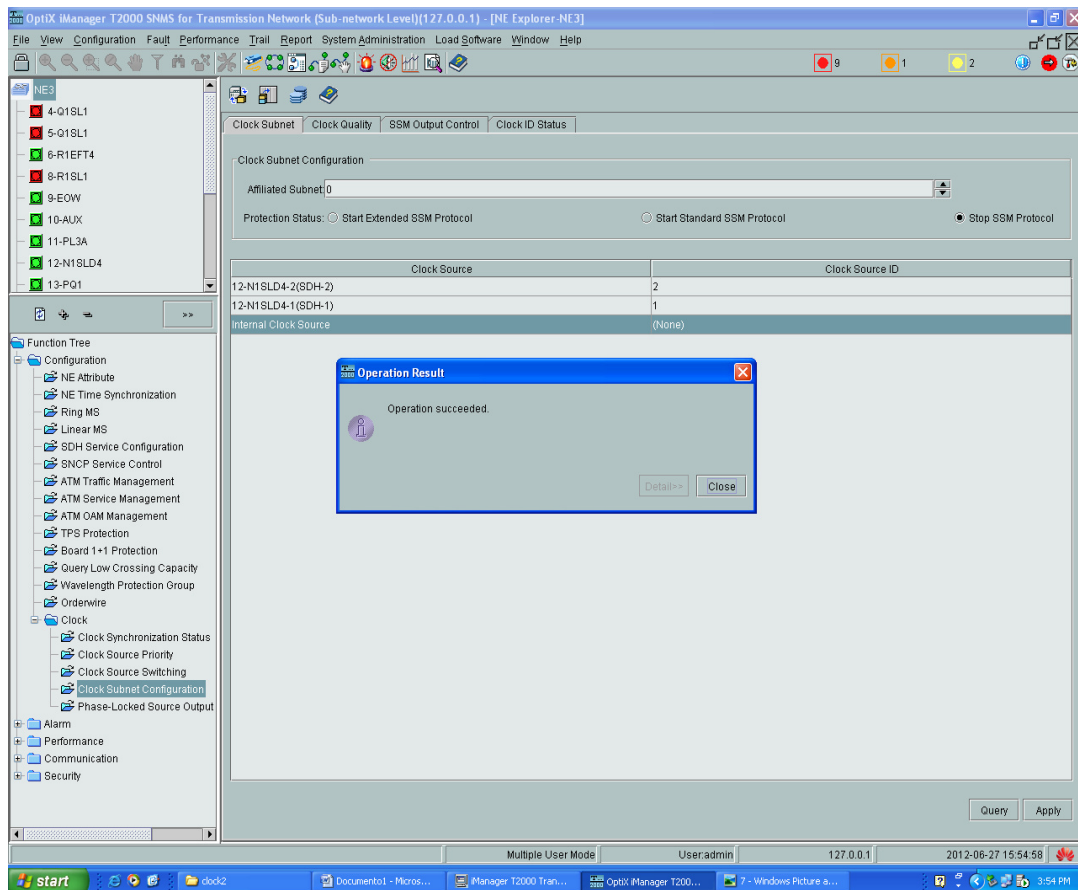 OptiX iManager T2000 SNMS for Transmission Network (Sub-network Level)(127.0.0.1) - [NE Explorer-NE3]
File View Configuration Fault Performance Trail Report System Administration Load Software Window Help
9 1 2
NE3
4-Q1SL1
5-Q1SL1
6-R1EFT4
8-R1SL1
9-EOW
10-AUX
11-PL3A
12-N1SLD4
13-PQ1
>>
Function Tree
Configuration
NE Attribute
NE Time Synchronization
Ring MS
Linear MS
SDH Service Configuration
SNCP Service Control
ATM Traffic Management
ATM Service Management
ATM OAM Management
TPS Protection
Board 1+1 Protection
Query Low Crossing Capacity
Wavelength Protection Group
Orderwire
Clock
Clock Synchronization Status
Clock Source Priority
Clock Source Switching
Clock Subnet Configuration
Phase-Locked Source Output
Alarm
Performance
Communication
Security
Clock Subnet Clock Quality SSM Output Control Clock ID Status
Clock Subnet Configuration
Affiliated Subnet: 0
Protection Status: Start Extended SSM Protocol Start Standard SSM Protocol Stop SSM Protocol
Clock Source Clock Source ID
12-N1SLD4-2(SDH-2) 2
12-N1SLD4-1(SDH-1) 1
Internal Clock Source (None)
Operation Result
Operation succeeded.
Detail>> Close
Query Apply
Multiple User Mode User:admin 127.0.0.1 2012-06-27 15:54:58
start clock2 Documento1 - Micros... iManager T2000 Tran... OptiX iManager T200... 7 - Windows Picture a... 3:54 PM